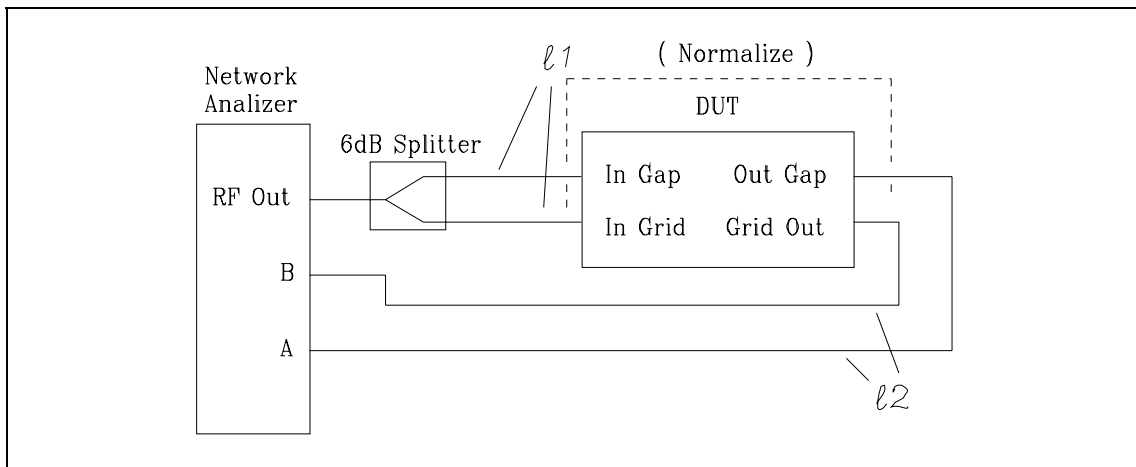 ( Normalize )
ℓ1
Network
Analizer
DUT
6dB Splitter
In Gap Out Gap
RF Out
In Grid Grid Out
B
A
ℓ2